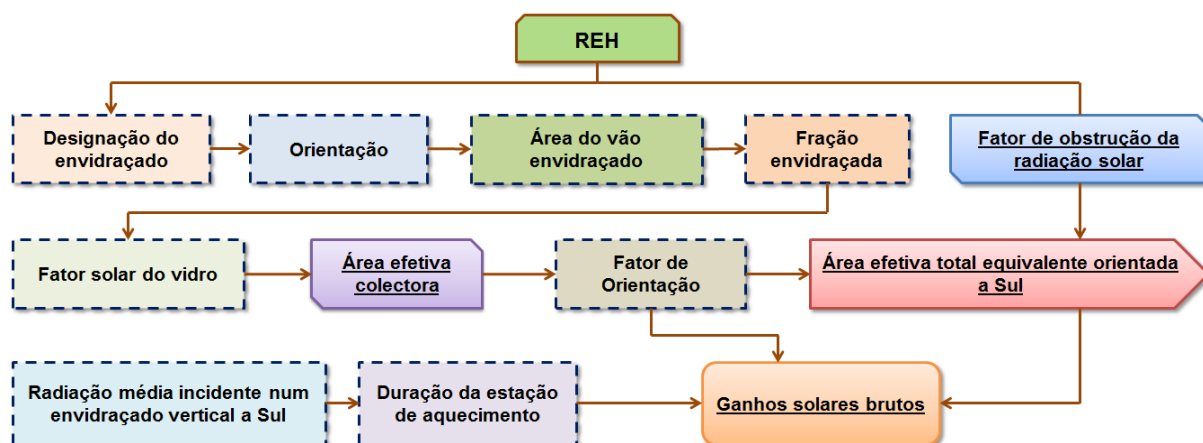 REH
Designação do
envidraçado
Orientação
Área do vão
envidraçado
Fração
envidraçada
Fator de obstrução da
radiação solar
Fator solar do vidro
Área efetiva
colectora
Fator de
Orientação
Área efetiva total equivalente orientada
a Sul
Radiação média incidente num
envidraçado vertical a Sul
Duração da estação
de aquecimento
Ganhos solares brutos